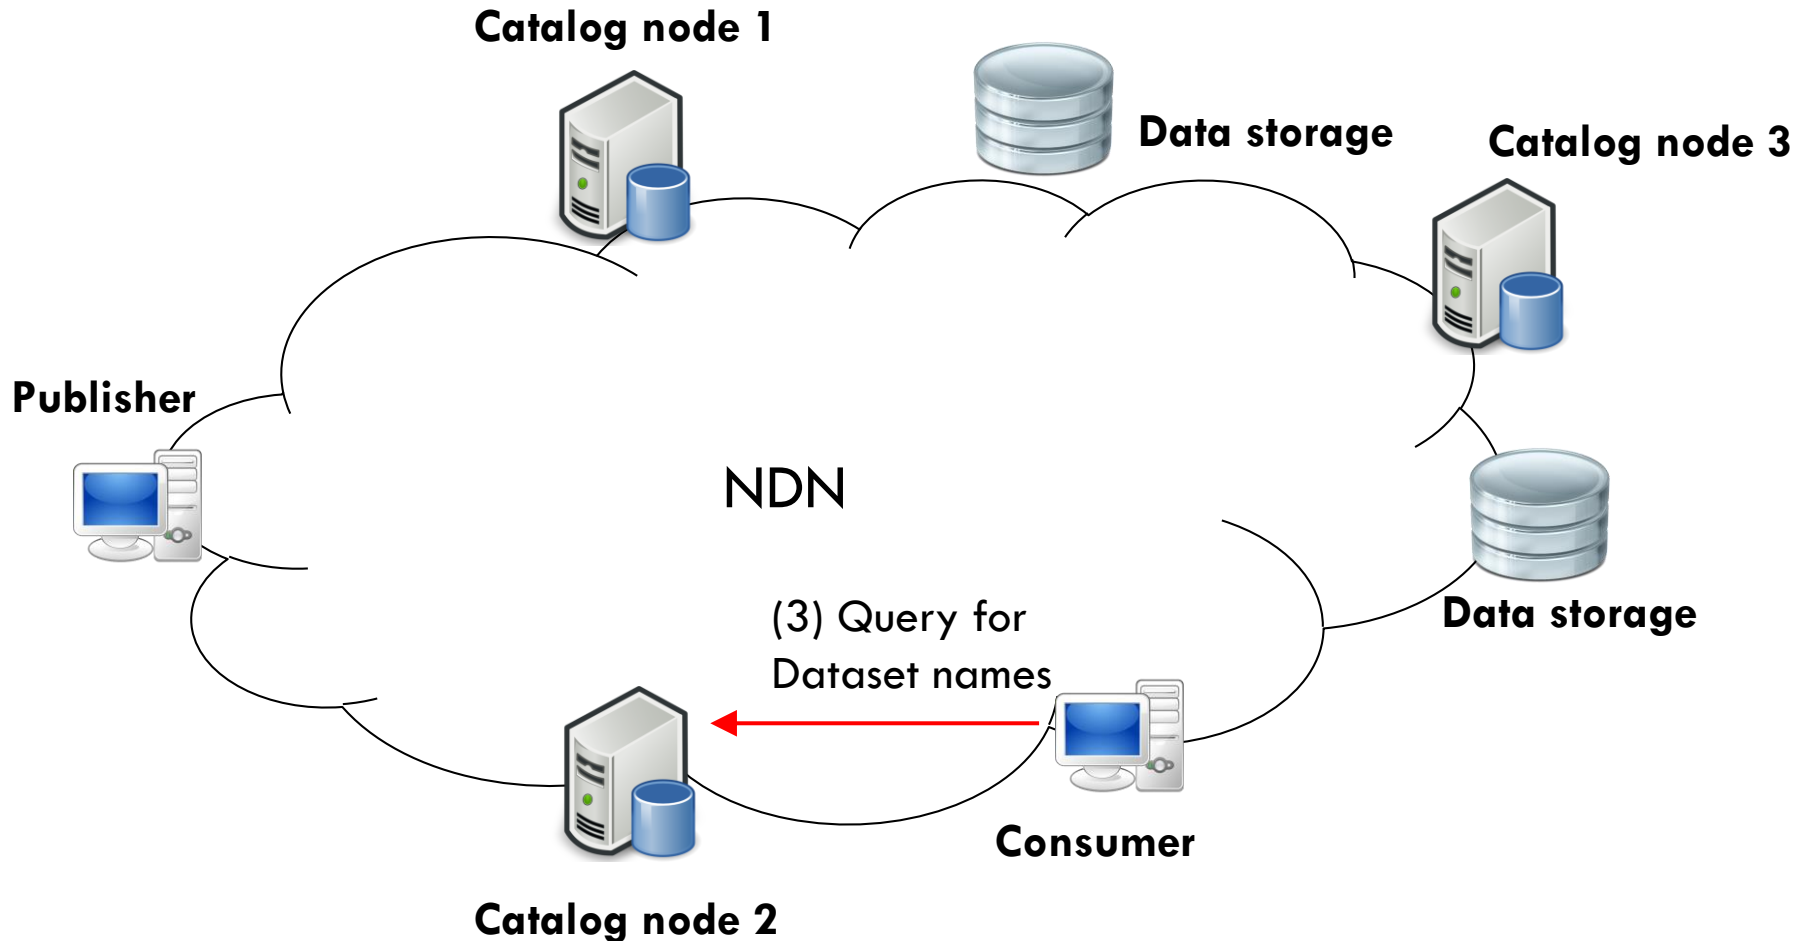 Catalog node 1
Data storage
Catalog node 3
Publisher
NDN
(3) Query for
Dataset names
Data storage
Consumer
Catalog node 2